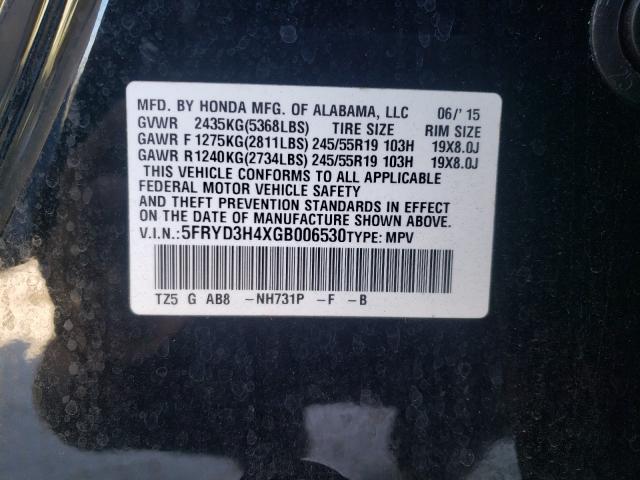 MFD. BY HONDA MFG. OF ALABAMA, LLC 06/'15
GVWR 2435KG(5368LBS) TIRE SIZE RIM SIZE
GAWR F 1275KG(2811LBS) 245/55R19 103H 19X8.0J
GAWR R1240KG(2734LBS) 245/55R19 103H 19X8.0J
THIS VEHICLE CONFORMS TO ALL APPLICABLE
FEDERAL MOTOR VEHICLE SAFETY
AND THEFT PREVENTION STANDARDS IN EFFECT
ON THE DATE OF MANUFACTURE SHOWN ABOVE.
V.I.N.:5FRYD3H4XGB006530TYPE: MPV
TZ5 G AB8 -NH731P -F -B